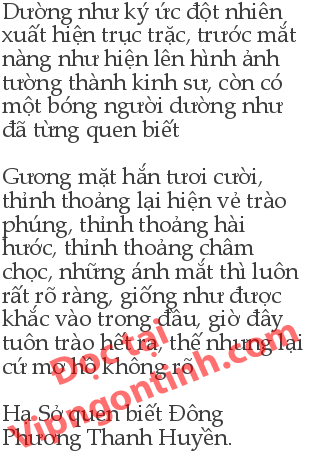 Dường như ký ức đột nhiên
xuất hiện trục trặc, trước mắt
nàng như hiện lên hình ảnh
tường thành kinh sư, còn có
một bóng người dường như
đã từng quen biết
Gương mặt hắn tươi cười,
thỉnh thoảng lại hiện vẻ trào
phúng, thỉnh thoảng hài
hước, thỉnh thoảng châm
chọc, những ánh mắt thì luôn
rất rõ ràng, giống như được
khắc vào trong đầu, giờ đây
tuôn trào hết ra, thế nhưng lại
cứ mơ hồ không rõ
Hạ Sở quen biết Đông
Phương Thanh Huyền.
Đọc tại
Vipngontinh.com